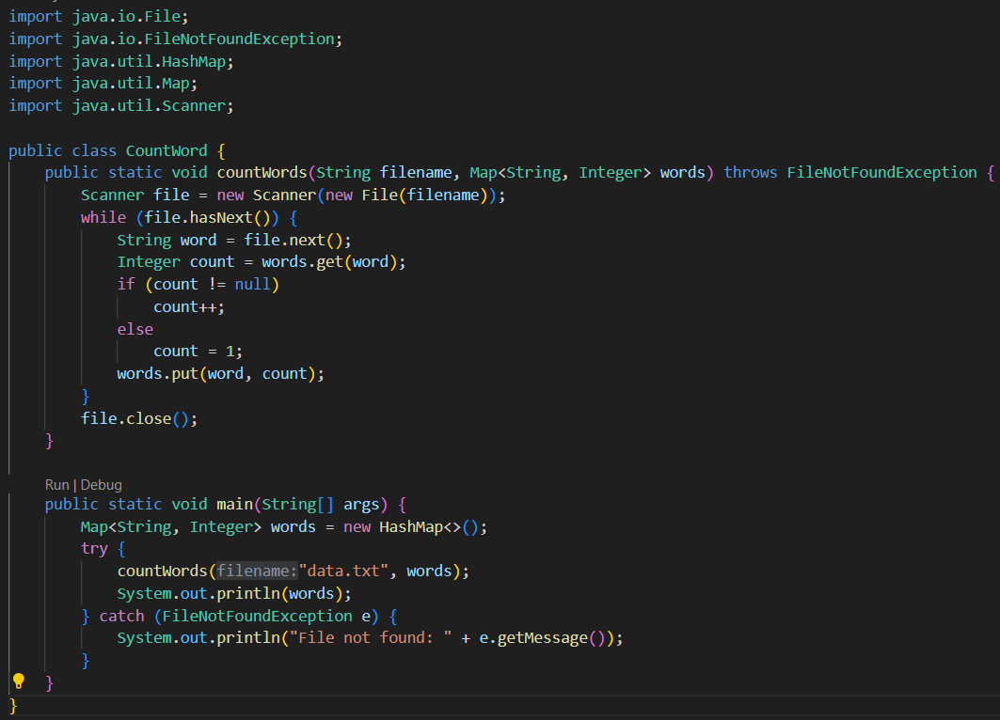 import java.io.File;
import java.io.FileNotFoundException;
import java.util.HashMap;
import java.util.Map;
import java.util.Scanner;

public class CountWord {
    public static void countWords(String filename, Map<String, Integer> words) throws FileNotFoundException {
        Scanner file = new Scanner(new File(filename));
        while (file.hasNext()) {
            String word = file.next();
            Integer count = words.get(word);
            if (count != null)
                count++;
            else
                count = 1;
            words.put(word, count);
        }
        file.close();
    }

    Run | Debug
    public static void main(String[] args) {
        Map<String, Integer> words = new HashMap<>();
        try {
            countWords(filename:"data.txt", words);
            System.out.println(words);
        } catch (FileNotFoundException e) {
            System.out.println("File not found: " + e.getMessage());
        }
    }
}